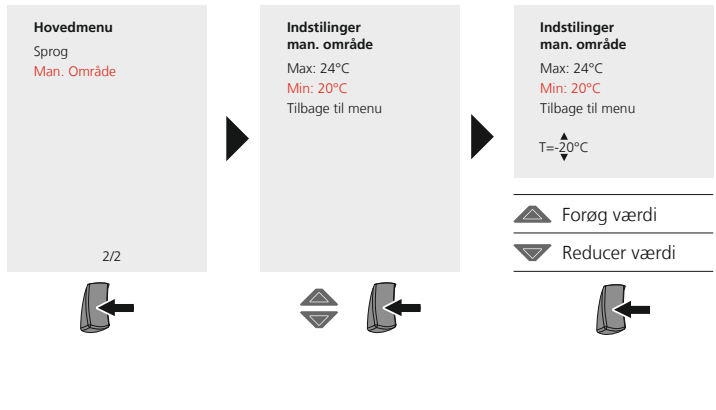 Hovedmenu
Sprog
Man. Område
2/2
Indstilinger
man. område
Max: 24°C
Min: 20°C
Tilbage til menu
Indstilinger
man. område
Max: 24°C
Min: 20°C
Tilbage til menu
T=-20°C
Forøg værdi
Reducer værdi